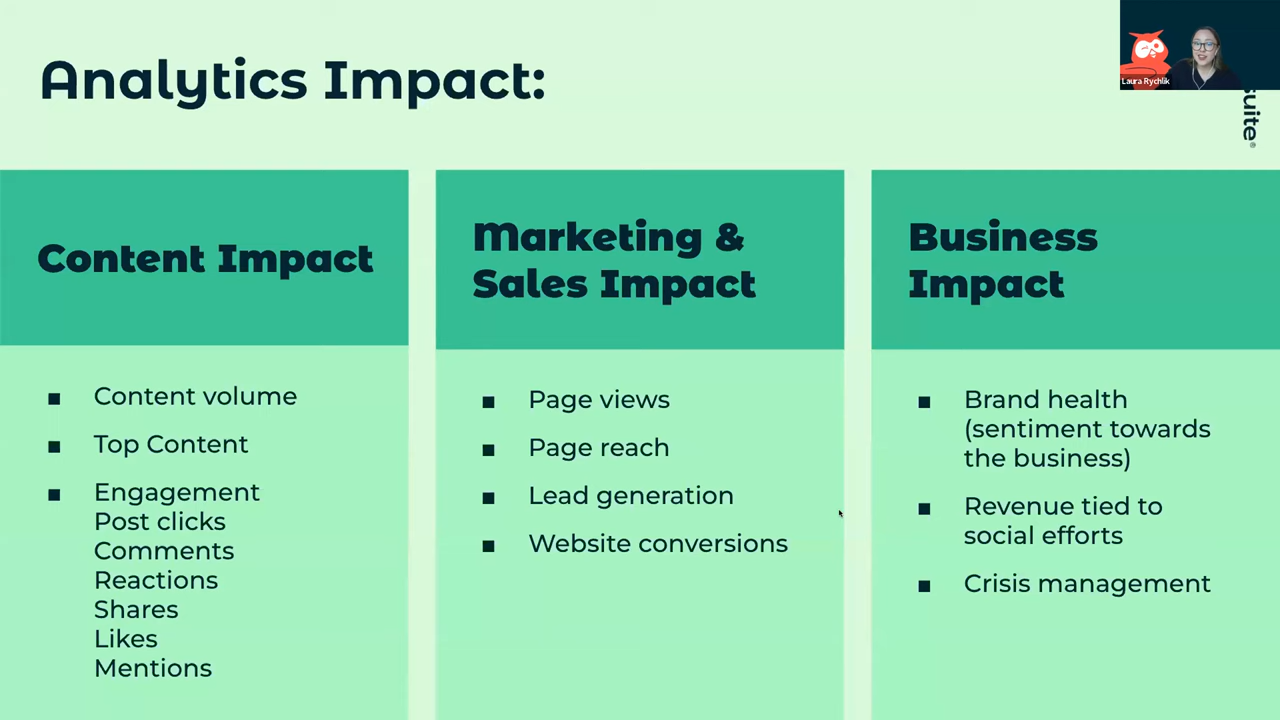 Analytics Impact:
Laura Rychlik
suite®
Content Impact
■ Content volume
■ Top Content
■ Engagement
Post clicks
Comments
Reactions
Shares
Likes
Mentions
Marketing &
Sales Impact
■ Page views
■ Page reach
■ Lead generation
■ Website conversions
Business
Impact
■ Brand health
(sentiment towards
the business)
■ Revenue tied to
social efforts
■ Crisis management